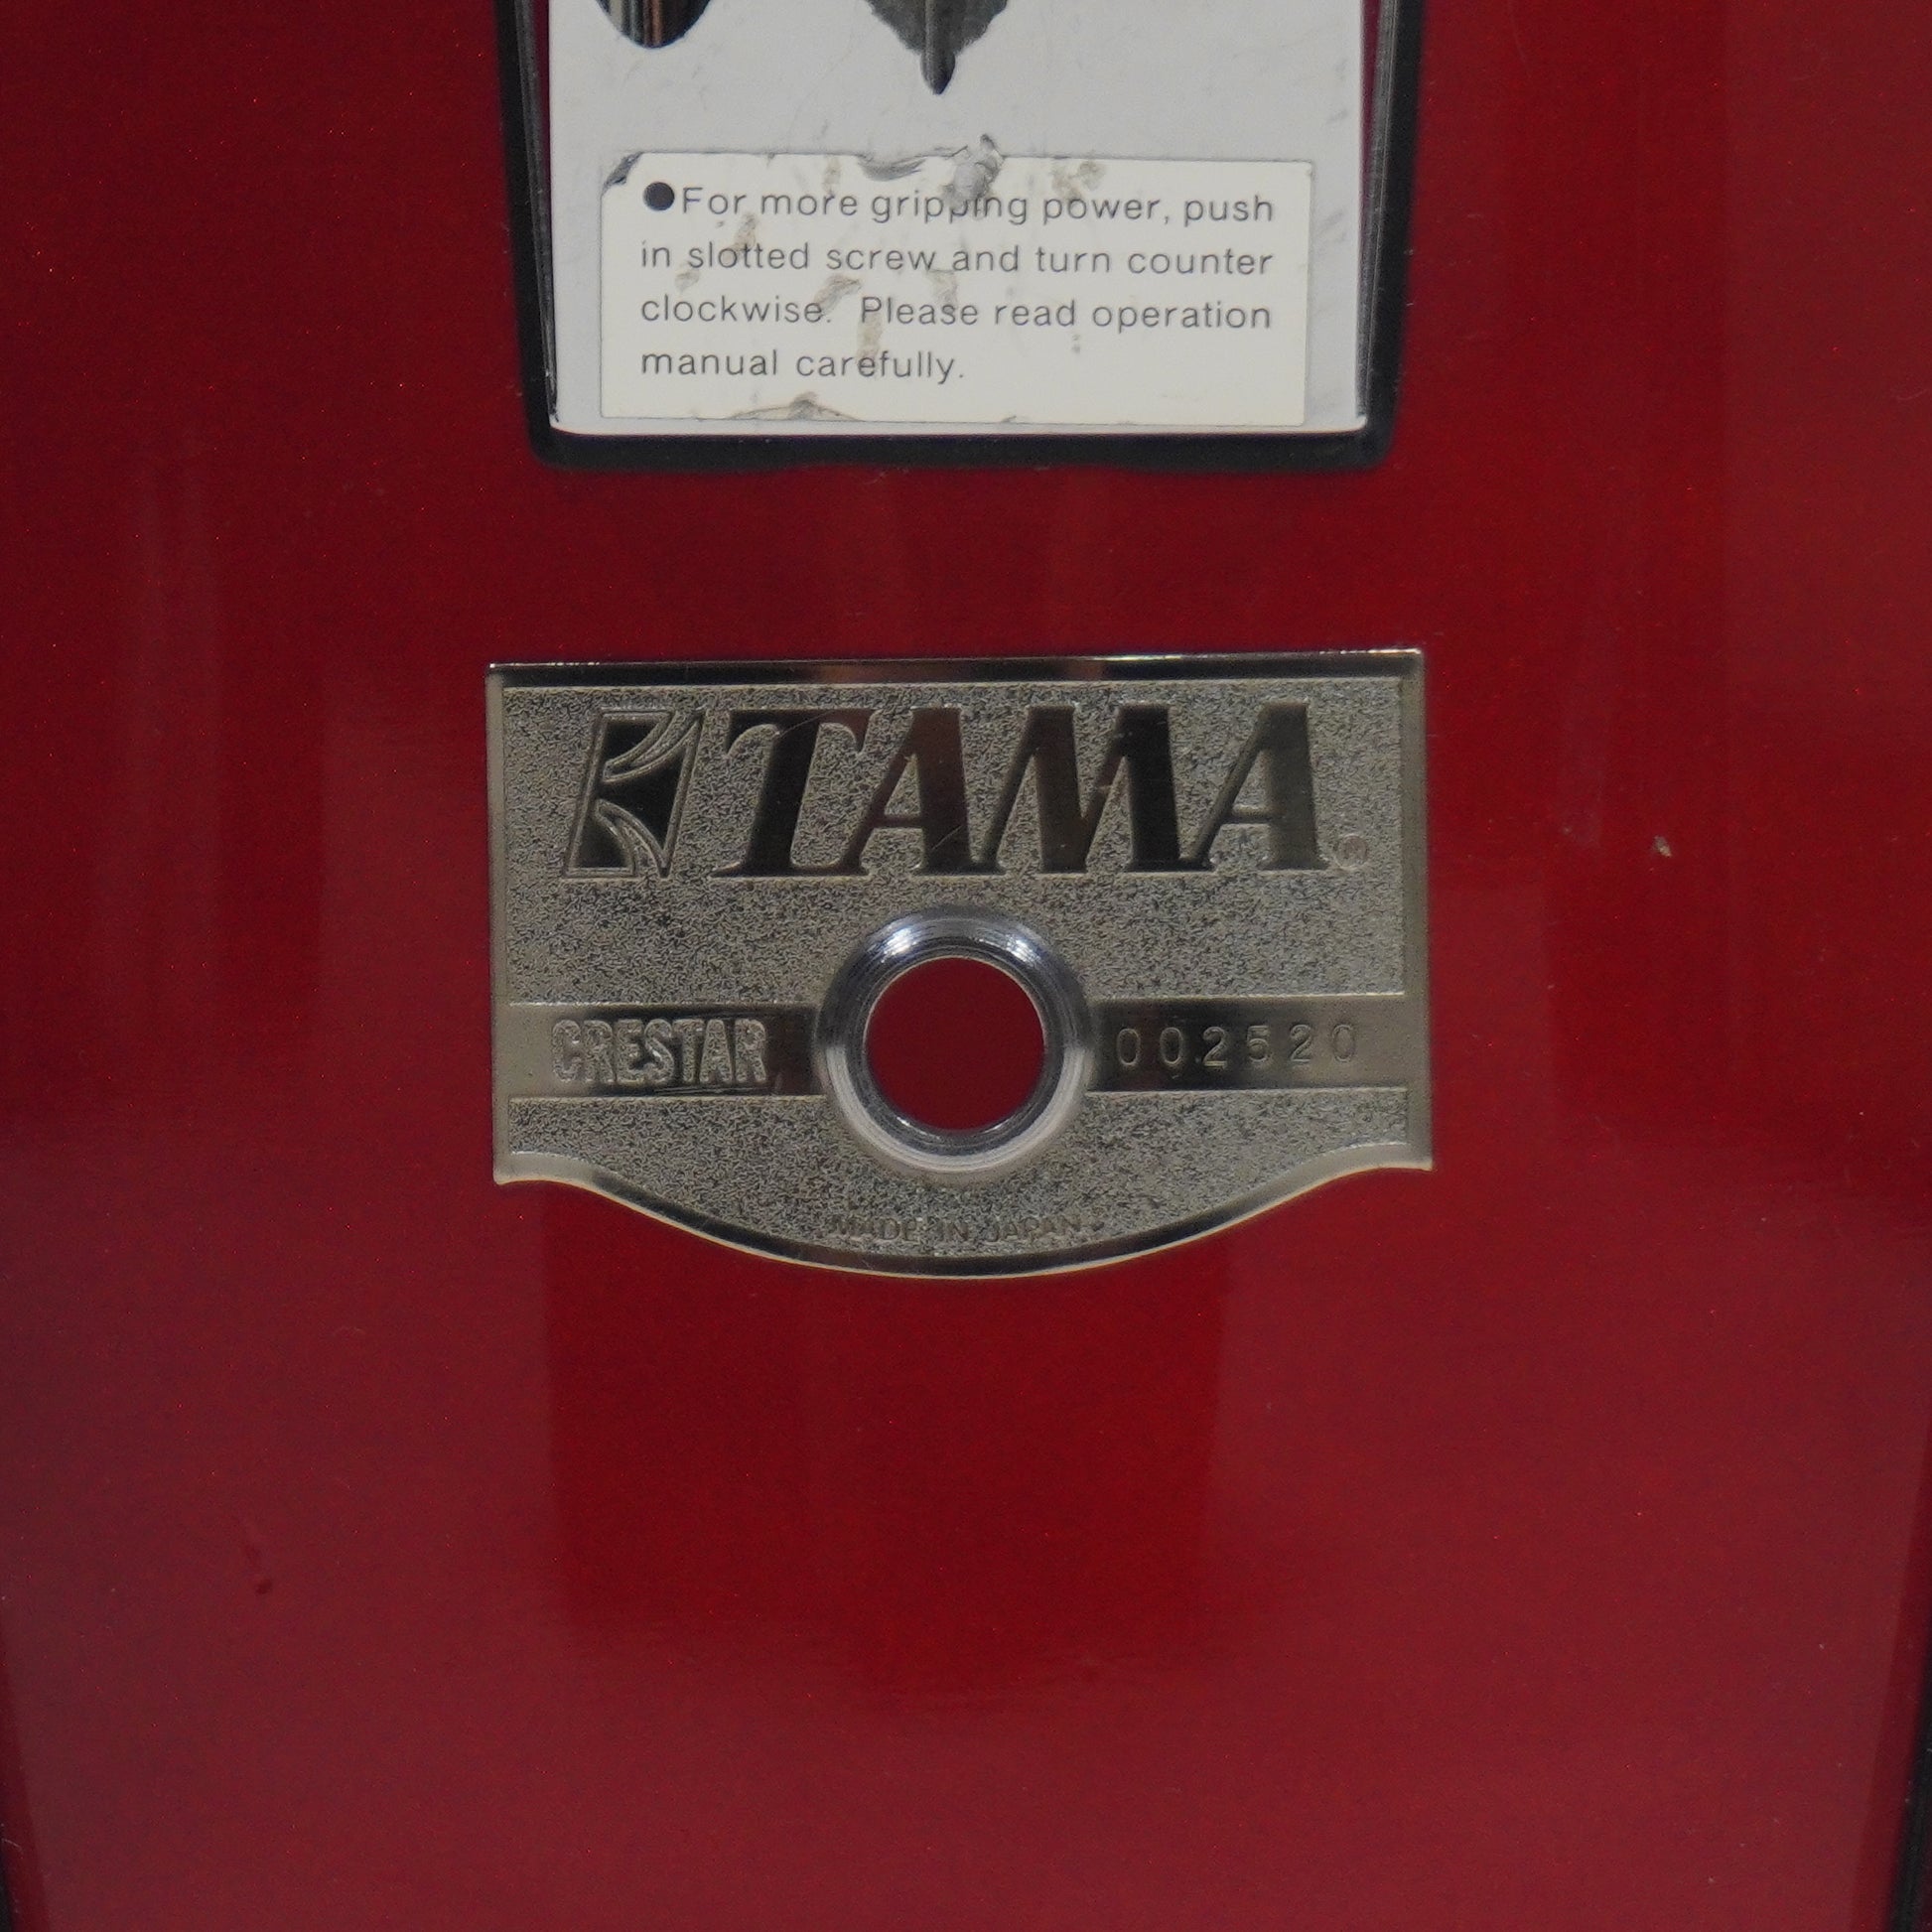 ●For more gripping power, push
in slotted screw and turn counter
clockwise. Please read operation
manual carefully.
TAMA®
CRESTAR 002520
MADE IN JAPAN